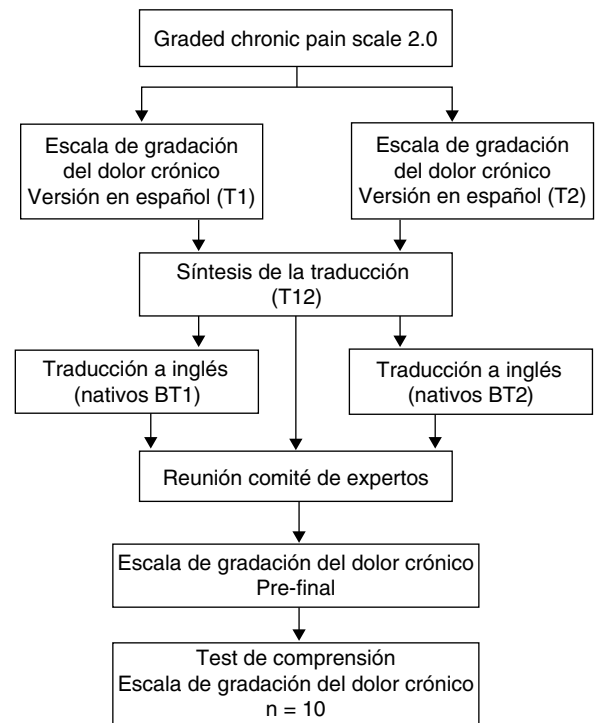 Graded chronic pain scale 2.0
Escala de gradación
del dolor crónico
Versión en español (T1)
Escala de gradación
del dolor crónico
Versión en español (T2)
Síntesis de la traducción
(T12)
Traducción a inglés
(nativos BT1)
Traducción a inglés
(nativos BT2)
Reunión comité de expertos
Escala de gradación del dolor crónico
Pre-final
Test de comprensión
Escala de gradación del dolor crónico
n = 10